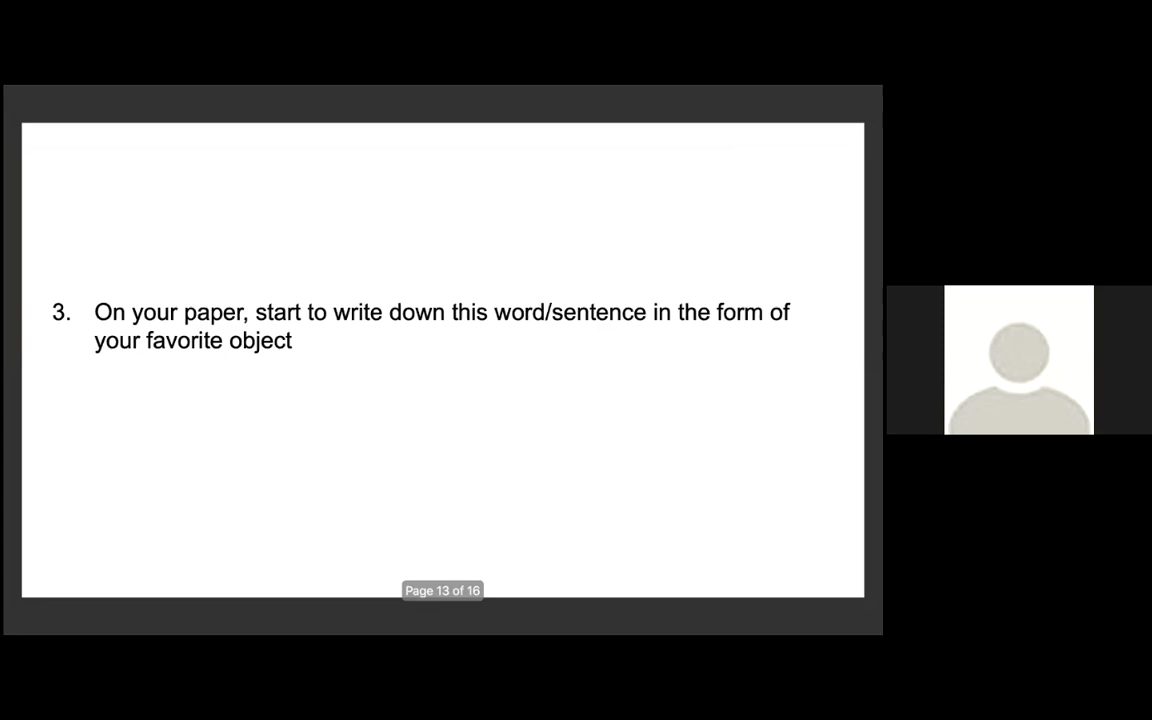 3. On your paper, start to write down this word/sentence in the form of
your favorite object
Page 13 of 16